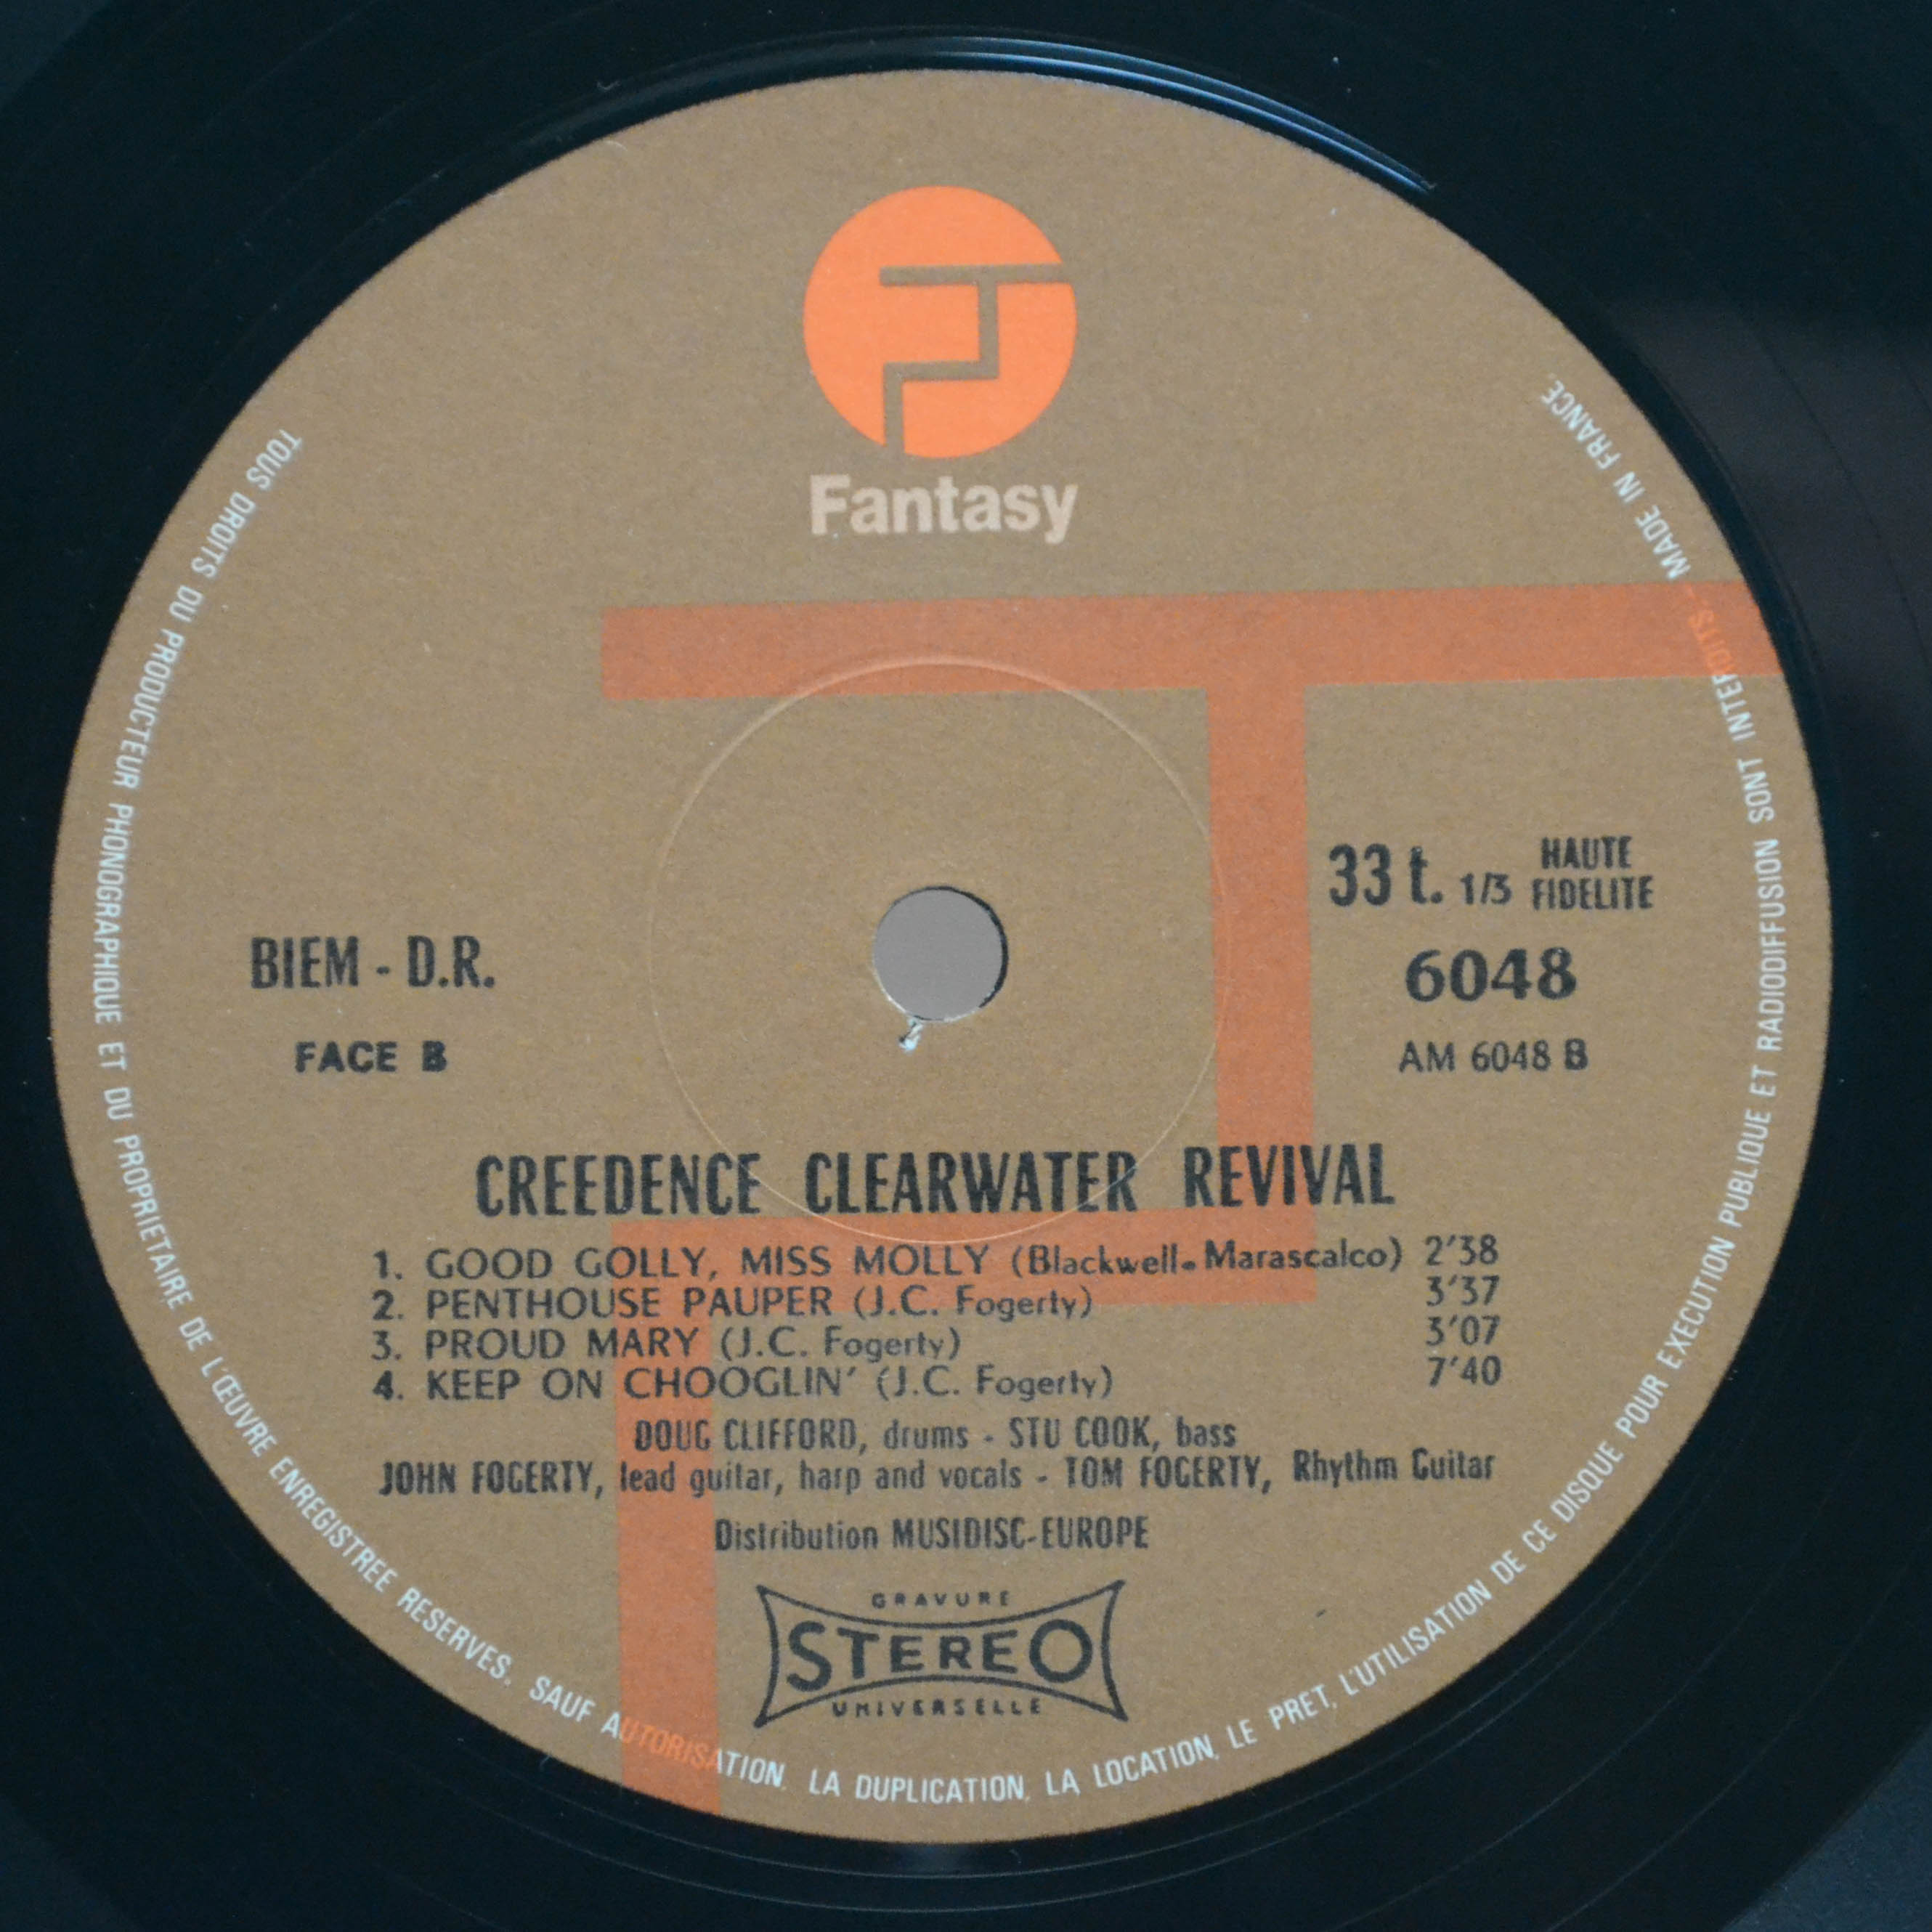 Fantasy
33 t. 1/3 HAUTE FIDELITE
BIEM - D.R.
6048
FACE B
AM 6048 B
CREEDENCE CLEARWATER REVIVAL
1. GOOD GOLLY, MISS MOLLY (Blackwell-Marascalco) 2'38
2. PENTHOUSE PAUPER (J.C. Fogerty) 3'37
3. PROUD MARY (J.C. Fogerty) 3'07
4. KEEP ON CHOOGLIN' (J.C. Fogerty) 7'40
DOUG CLIFFORD, drums - STU COOK, bass
JOHN FOGERTY, lead guitar, harp and vocals - TOM FOGERTY, Rhythm Guitar
Distribution MUSIDISC-EUROPE
GRAVURE
STEREO
UNIVERSELLE
TOUS DROITS DU PRODUCTEUR PHONOGRAPHIQUE ET DU PROPRIETAIRE DE L'ŒUVRE ENREGISTREE RESERVES. SAUF AUTORISATION, LA DUPLICATION, LA LOCATION, LE PRET, L'UTILISATION DE CE DISQUE POUR EXECUTION PUBLIQUE ET RADIODIFFUSION SONT INTERDITS - MADE IN FRANCE.